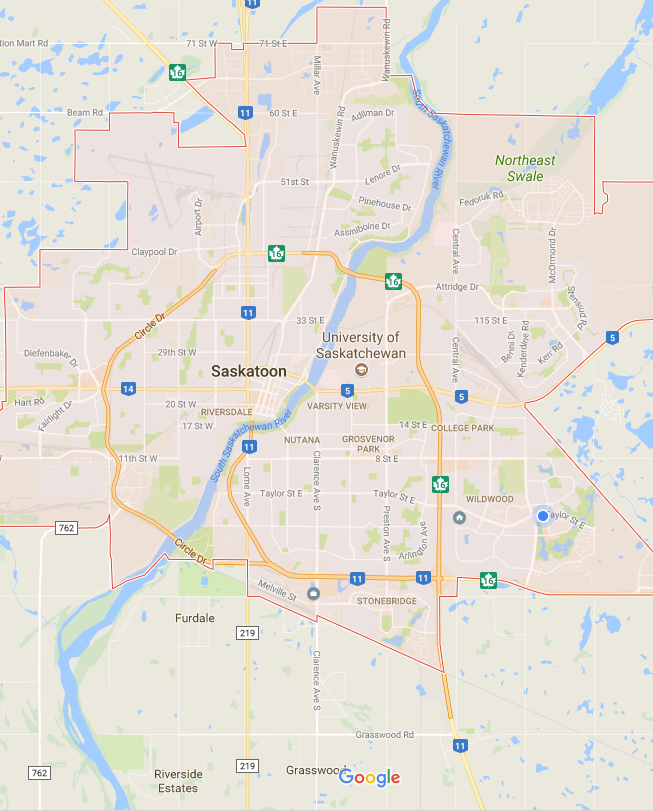 11
tion Mart Rd
71 St W
71 St E
16
Millar Ave
Wanuskewin Rd
Beam Rd
11
60 St E
Adilman Dr
South Saskatchewan River
Wanuskewin Rd
Northeast
Swale
51st St E
Lenore Dr
Pinehouse Dr
Fedoruk Rd
Airport Dr
Assiniboine Dr
Claypool Dr
16
Central Ave
McOrmond Dr
16
Attridge Dr
Stensrud Rd
11
33 St E
115 St E
Circle Dr
University of
Saskatchewan
5
Diefenbaker Dr
29th St W
Central Ave
Berini Dr
Kenderdine Rd
Kerr Rd
Saskatoon
14
5
5
Hart Rd
Fairlight Dr
20 St W
RIVERSDALE
VARSITY VIEW
17 St W
South Saskatchewan River
14 St E
COLLEGE PARK
NUTANA
GROSVENOR
PARK
11
11th St W
8 St E
Lorne Ave
Clarence Ave S
16
Taylor St E
Taylor St E
WILDWOOD
Preston Ave S
Taylor St E
762
Arlington Ave
Circle Dr
11
11
16
Melville St
STONEBRIDGE
Furdale
219
Clarence Ave S
Grasswood Rd
11
762
Riverside
Estates
219
Grasswood
Google